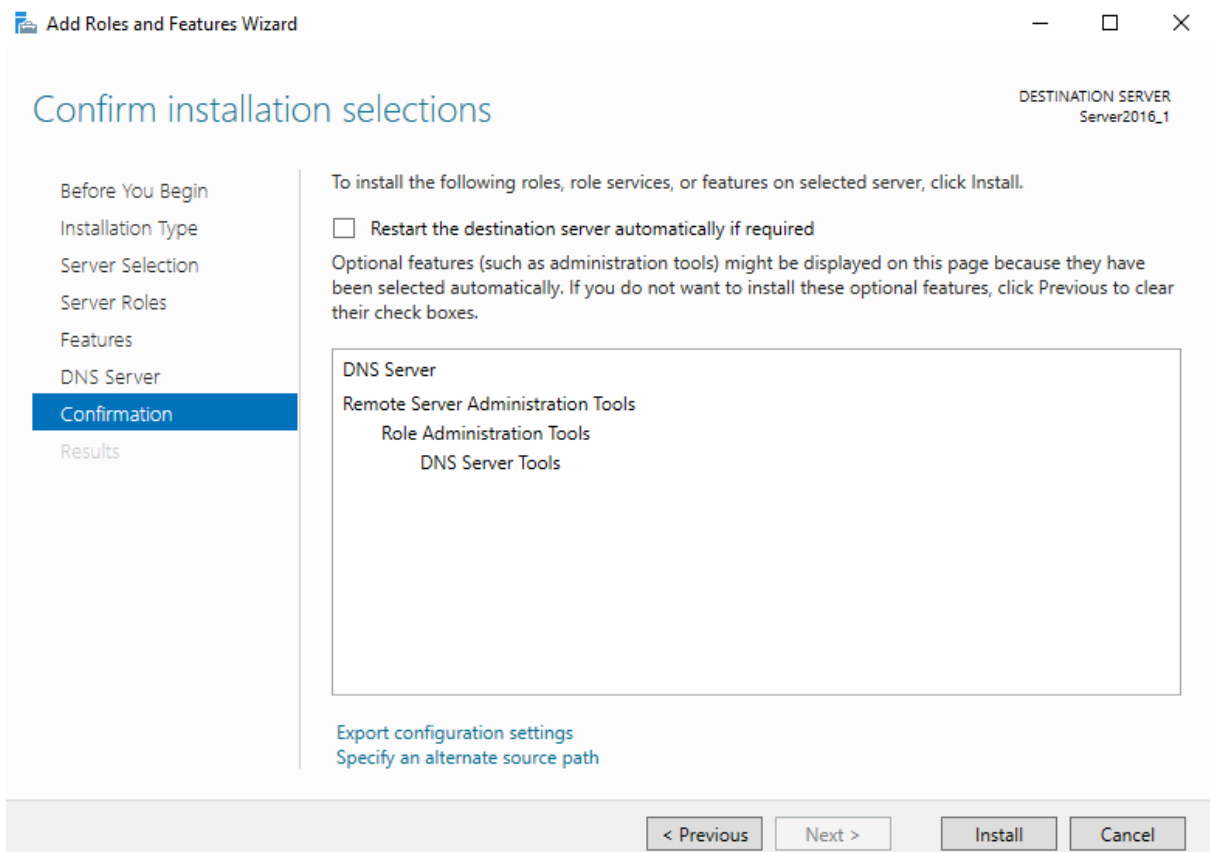 Add Roles and Features Wizard
Confirm installation selections
DESTINATION SERVER
Server2016_1
Before You Begin
Installation Type
Server Selection
Server Roles
Features
DNS Server
Confirmation
Results
To install the following roles, role services, or features on selected server, click Install.
Restart the destination server automatically if required
Optional features (such as administration tools) might be displayed on this page because they have
been selected automatically. If you do not want to install these optional features, click Previous to clear
their check boxes.
DNS Server
Remote Server Administration Tools
Role Administration Tools
DNS Server Tools
Export configuration settings
Specify an alternate source path
< Previous
Next >
Install
Cancel